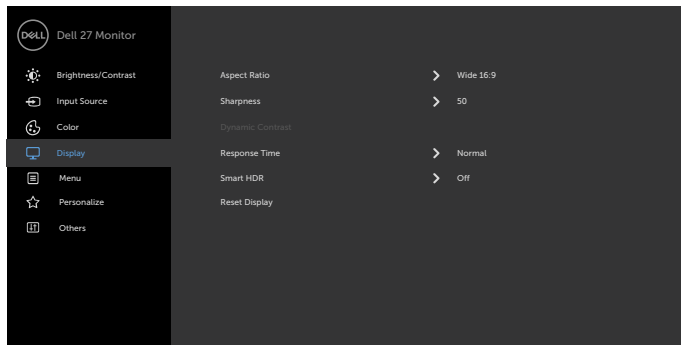 DELL Dell 27 Monitor
Brightness/Contrast
Input Source
Color
Display
Menu
Personalize
Others
Aspect Ratio Wide 16:9
Sharpness 50
Dynamic Contrast
Response Time Normal
Smart HDR Off
Reset Display